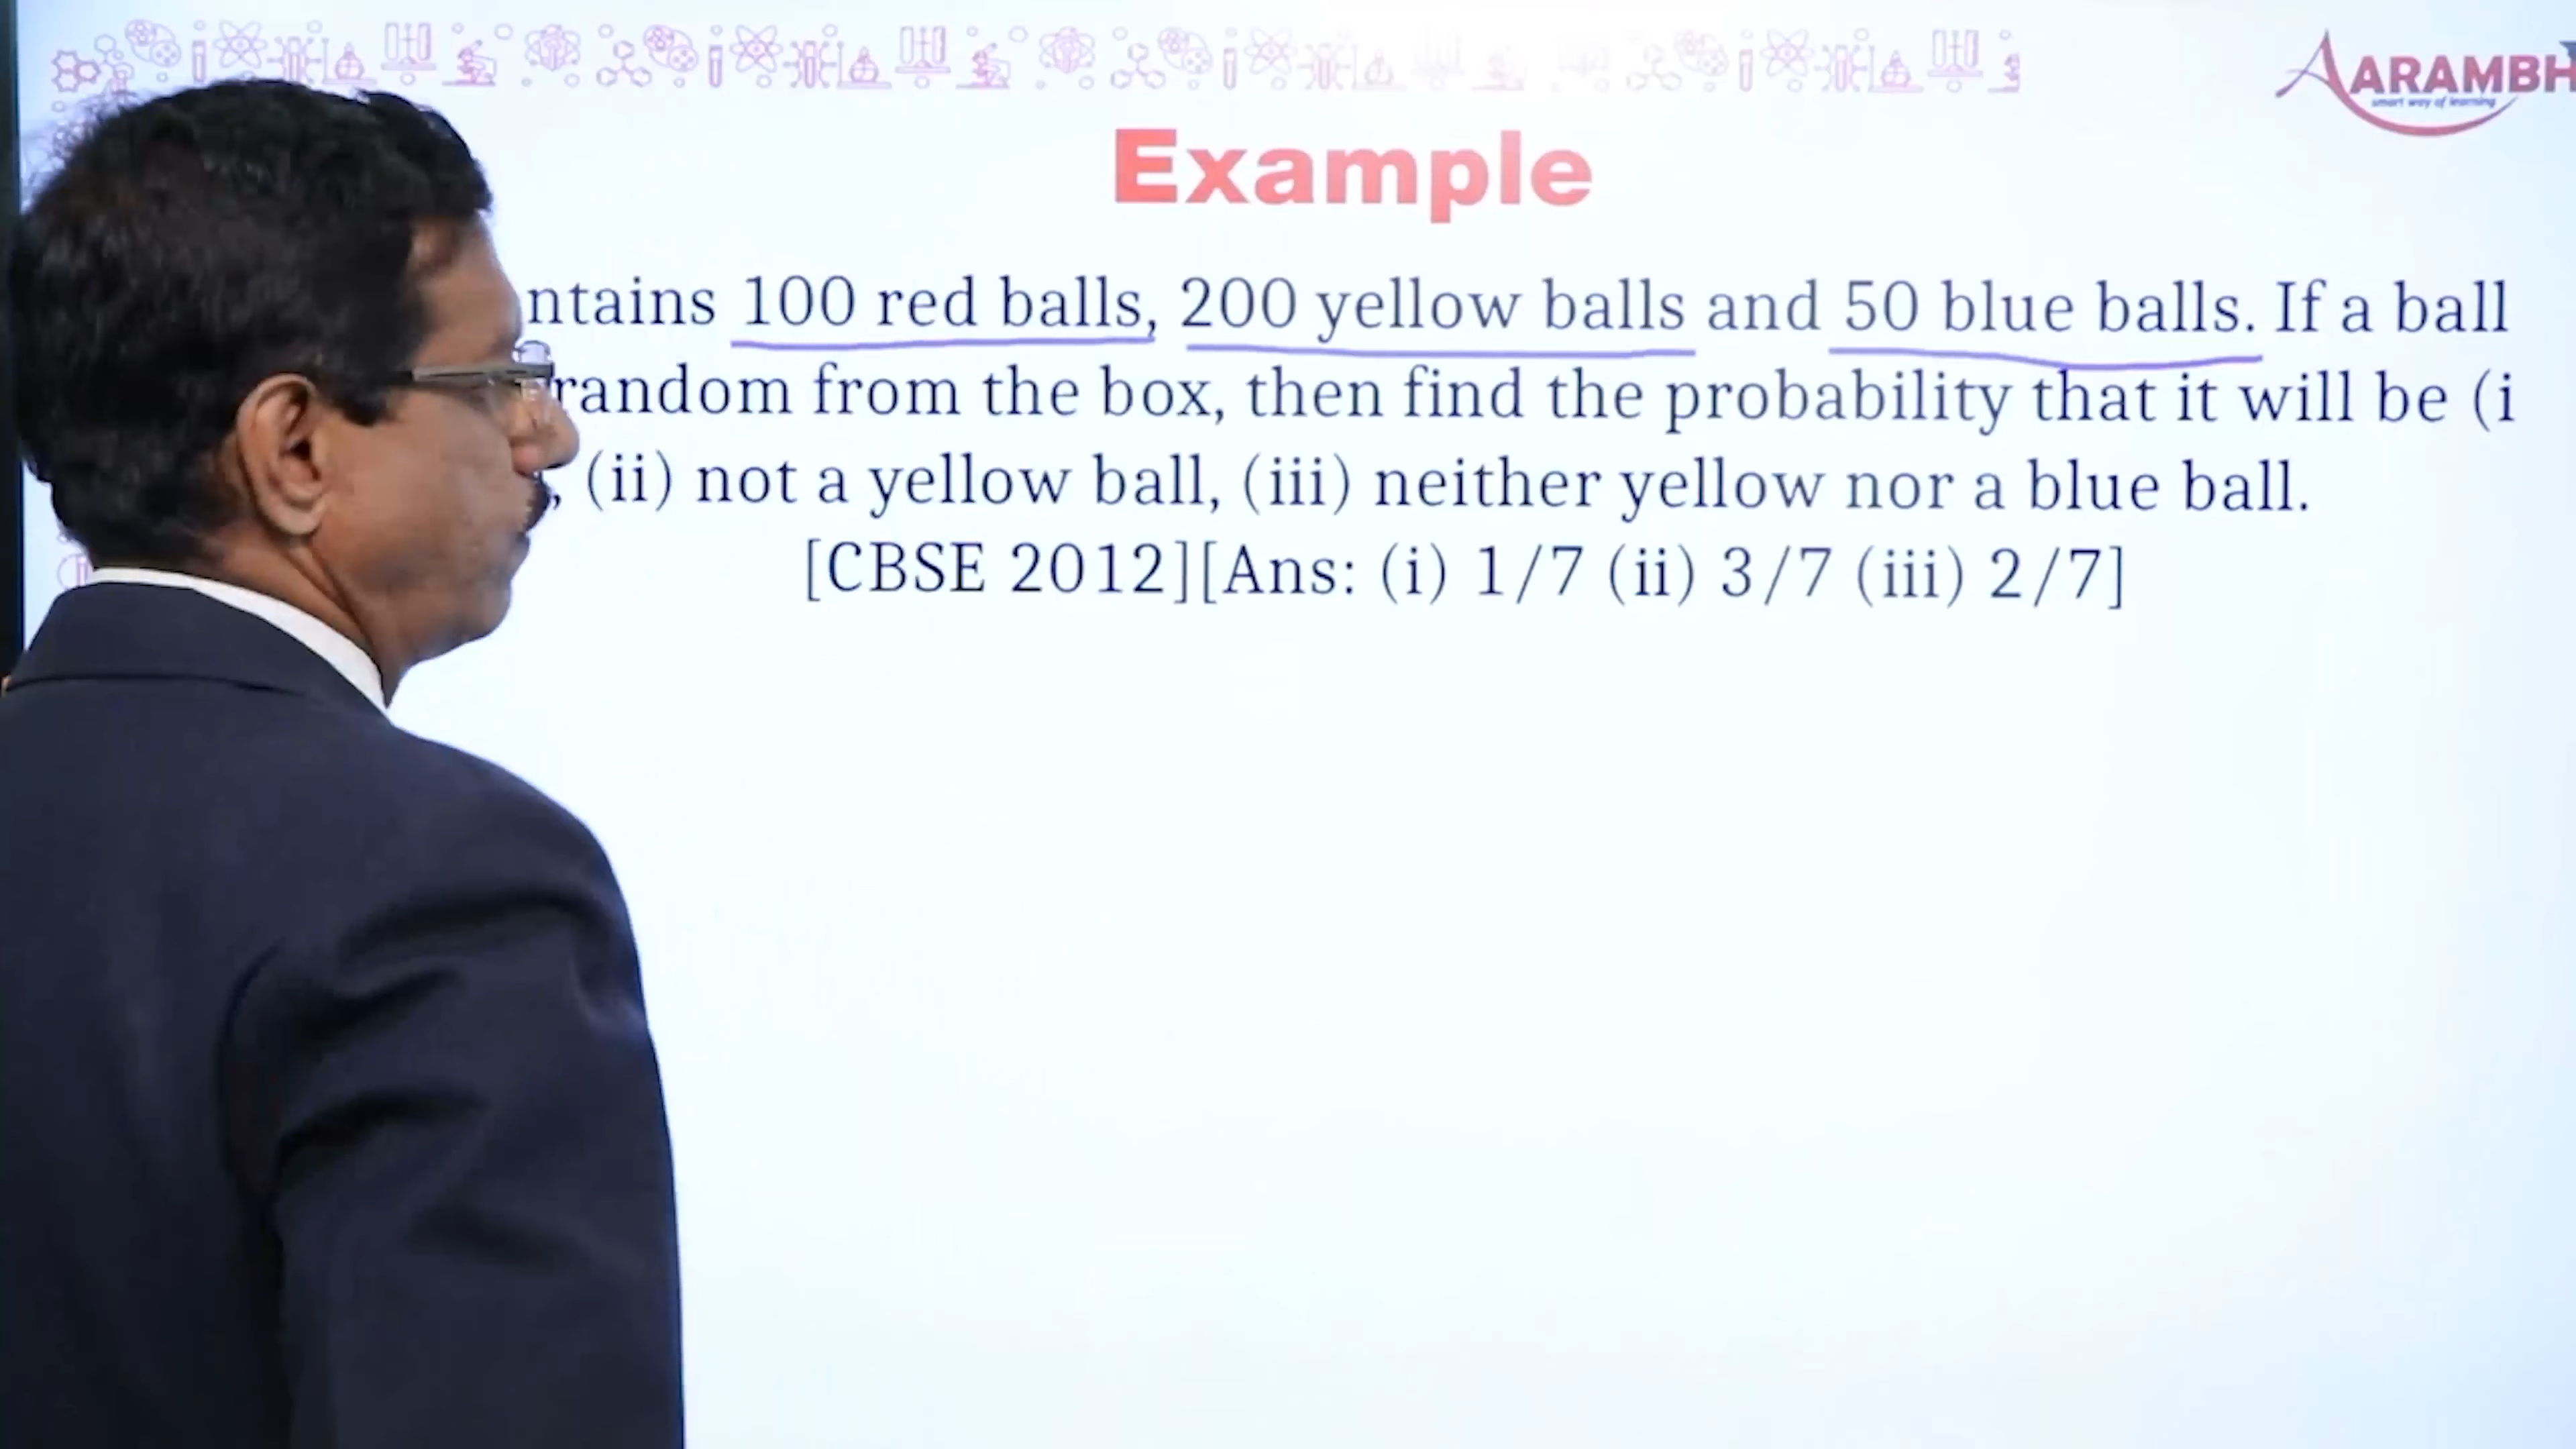 AARAMBH
smart way of learning
Example
ntains 100 red balls, 200 yellow balls and 50 blue balls. If a ball
random from the box, then find the probability that it will be (i
, (ii) not a yellow ball, (iii) neither yellow nor a blue ball.
[CBSE 2012][Ans: (i) 1/7 (ii) 3/7 (iii) 2/7]